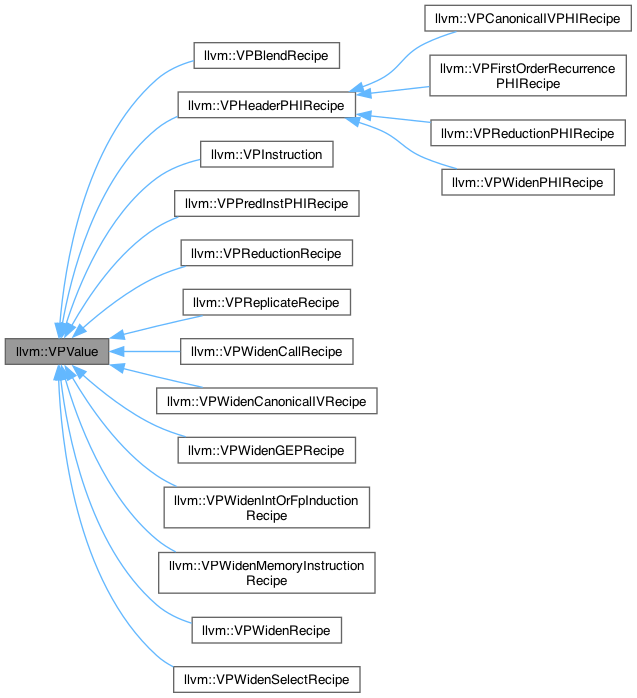 llvm::VPCanonicalIVPHIRecipe
llvm::VPBlendRecipe
llvm::VPFirstOrderRecurrence
PHIRecipe
llvm::VPHeaderPHIRecipe
llvm::VPReductionPHIRecipe
llvm::VPInstruction
llvm::VPWidenPHIRecipe
llvm::VPPredInstPHIRecipe
llvm::VPReductionRecipe
llvm::VPReplicateRecipe
llvm::VPValue
llvm::VPWidenCallRecipe
llvm::VPWidenCanonicalIVRecipe
llvm::VPWidenGEPRecipe
llvm::VPWidenIntOrFpInduction
Recipe
llvm::VPWidenMemoryInstruction
Recipe
llvm::VPWidenRecipe
llvm::VPWidenSelectRecipe